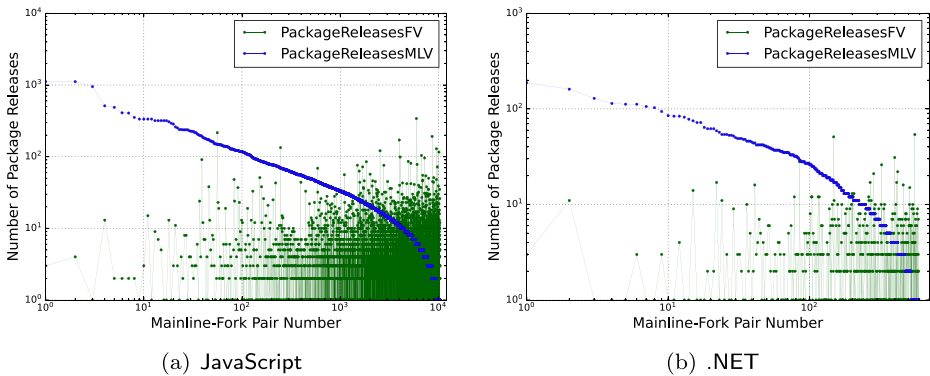 10^4
10^3
10^2
10^1
10^0
Number of Package Releases
PackageReleasesFV
PackageReleasesMLV
10^0 10^1 10^2 10^3 10^4
Mainline-Fork Pair Number
(a) JavaScript
10^3
10^2
10^1
10^0
Number of Package Releases
PackageReleasesFV
PackageReleasesMLV
10^0 10^1 10^2
Mainline-Fork Pair Number
(b) .NET